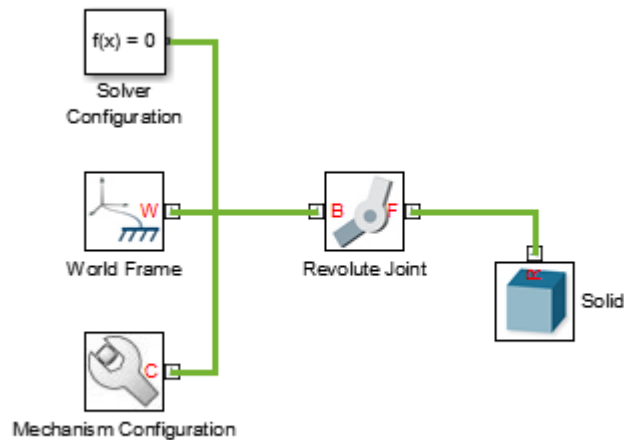 f(x) = 0
Solver
Configuration
W
World Frame
B
F
Revolute Joint
R
Solid
C
Mechanism Configuration